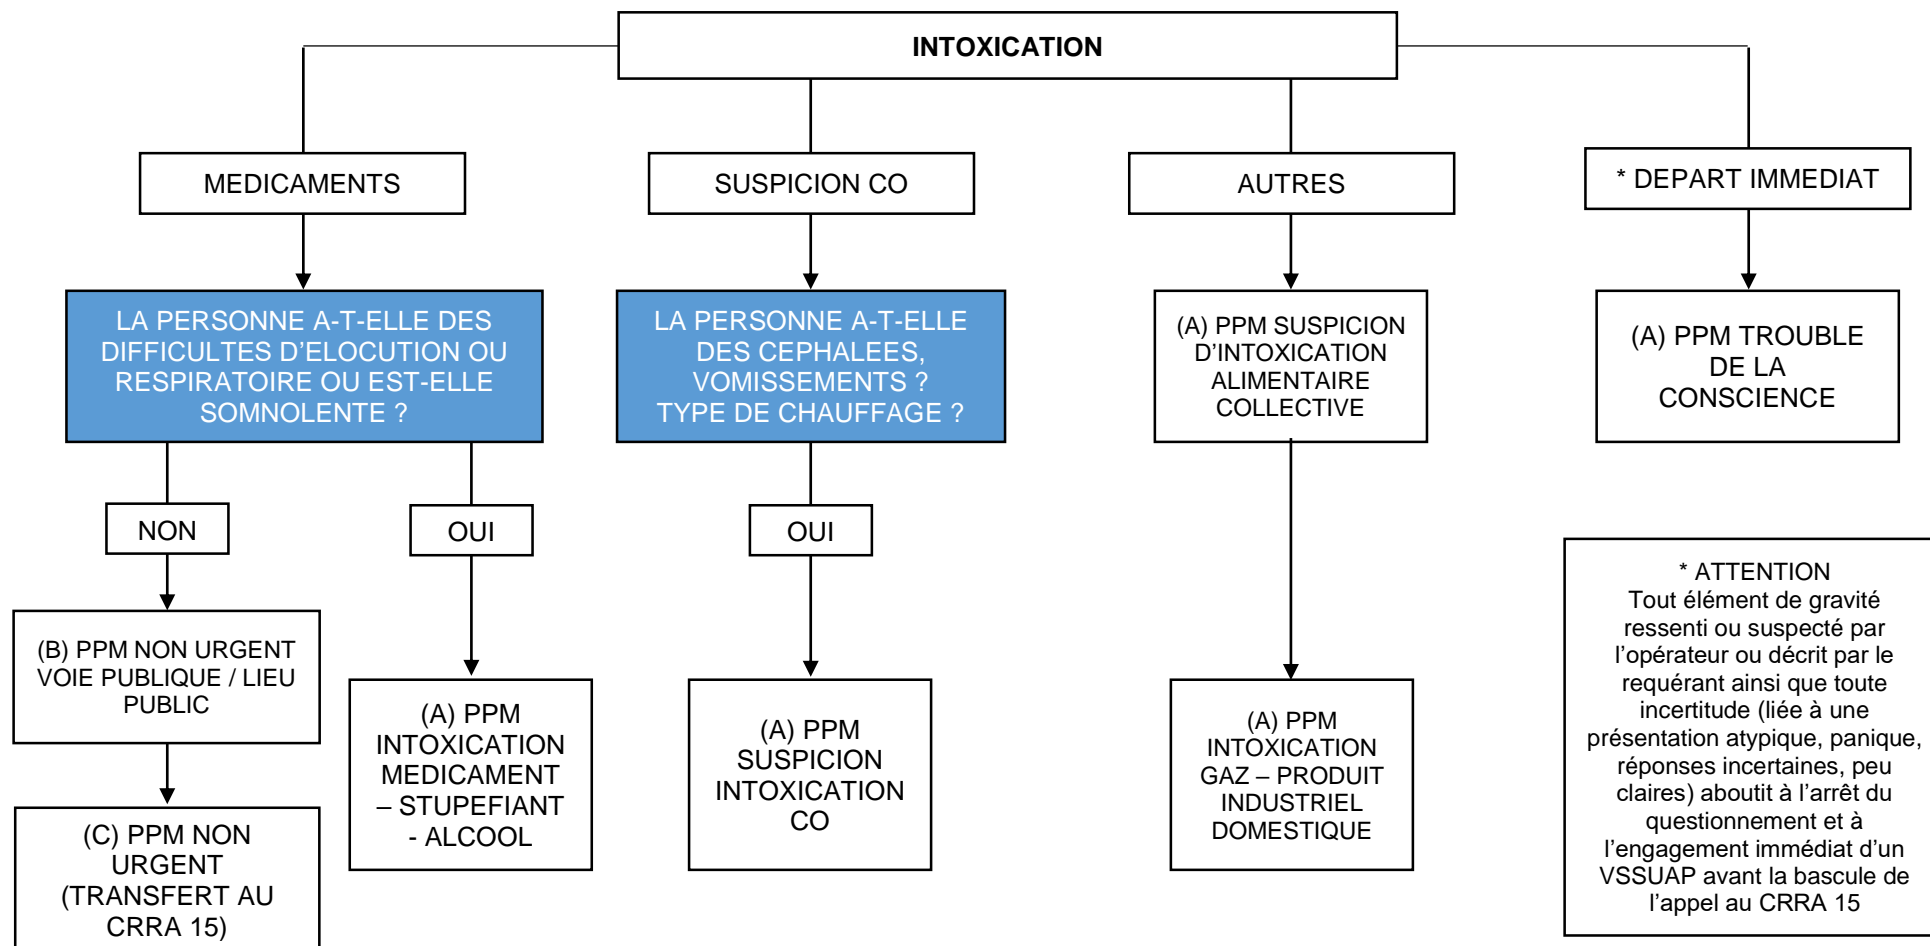 INTOXICATION
MEDICAMENTS
SUSPICION CO
AUTRES
* DEPART IMMEDIAT
LA PERSONNE A-T-ELLE DES
DIFFICULTES D'ELOCUTION OU
RESPIRATOIRE OU EST-ELLE
SOMNOLENTE ?
LA PERSONNE A-T-ELLE
DES CEPHALEES,
VOMISSEMENTS ?
TYPE DE CHAUFFAGE ?
(A) PPM SUSPICION
D'INTOXICATION
ALIMENTAIRE
COLLECTIVE
(A) PPM TROUBLE
DE LA
CONSCIENCE
NON
OUI
OUI
(B) PPM NON URGENT
VOIE PUBLIQUE / LIEU
PUBLIC
(C) PPM NON
URGENT
(TRANSFERT AU
CRRA 15)
(A) PPM
INTOXICATION
MEDICAMENT
– STUPEFIANT
- ALCOOL
(A) PPM
SUSPICION
INTOXICATION
CO
(A) PPM
INTOXICATION
GAZ – PRODUIT
INDUSTRIEL
DOMESTIQUE
* ATTENTION
Tout élément de gravité
ressenti ou suspecté par
l'opérateur ou décrit par le
requérant ainsi que toute
incertitude (liée à une
présentation atypique, panique,
réponses incertaines, peu
claires) aboutit à l'arrêt du
questionnement et à
l'engagement immédiat d'un
VSSUAP avant la bascule de
l'appel au CRRA 15